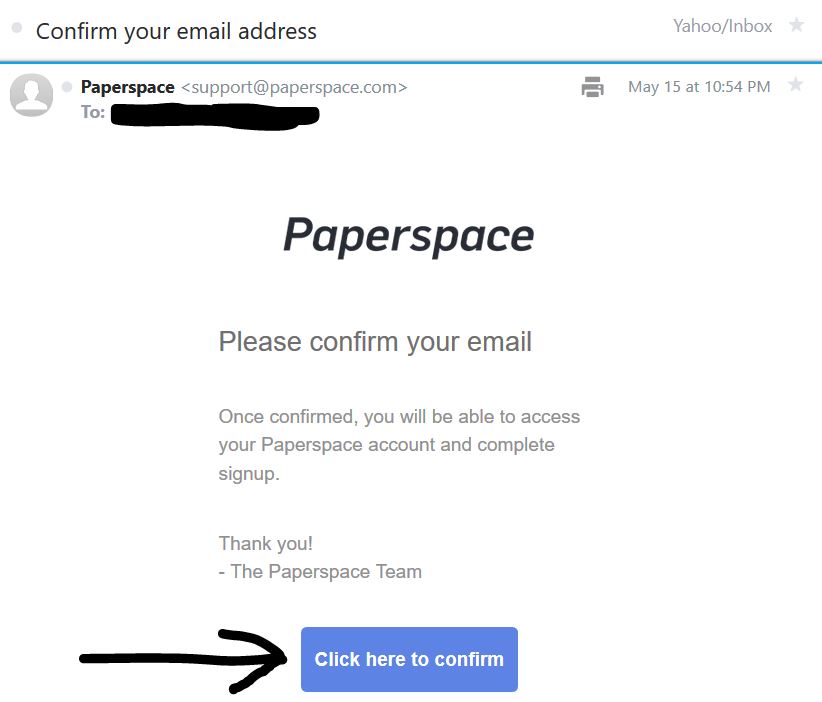 Confirm your email address
Yahoo/Inbox
Paperspace <support@paperspace.com>
May 15 at 10:54 PM
To:
Paperspace
Please confirm your email
Once confirmed, you will be able to access
your Paperspace account and complete
signup.
Thank you!
- The Paperspace Team
Click here to confirm